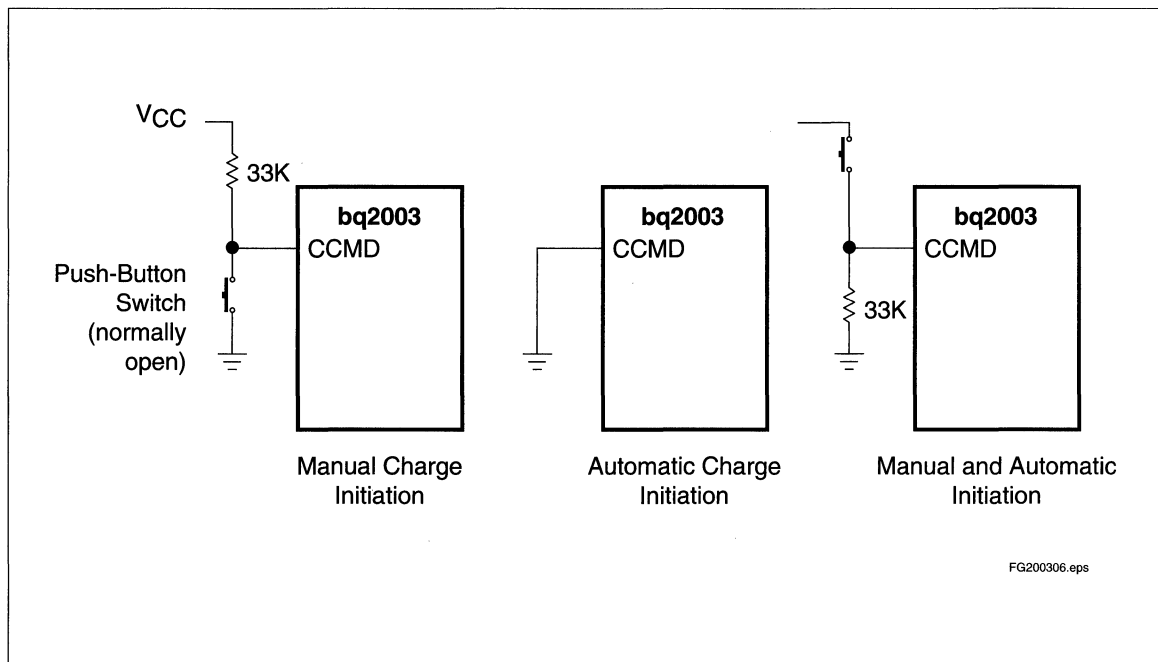 VCC
33K
bq2003
CCMD
Push-Button
Switch
(normally
open)
Manual Charge
Initiation
bq2003
CCMD
Automatic Charge
Initiation
bq2003
CCMD
33K
Manual and Automatic
Initiation
FG200306.eps